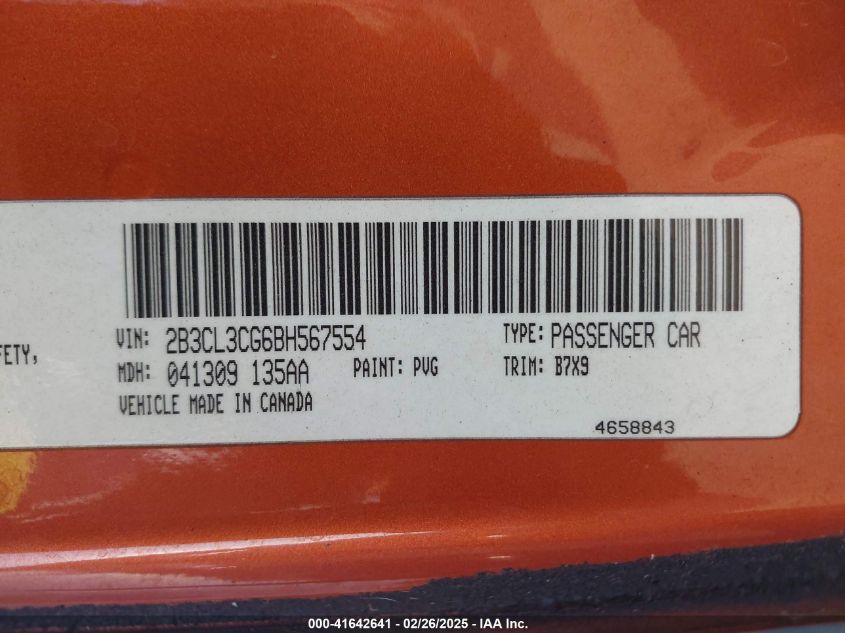 VIN: 2B3CL3CG6BH567554 TYPE: PASSENGER CAR
FETY,
MDH: 041309 135AA PAINT: PVG TRIM: B7X9
VEHICLE MADE IN CANADA
4658843
000-41642641 - 02/26/2025 - IAA Inc.